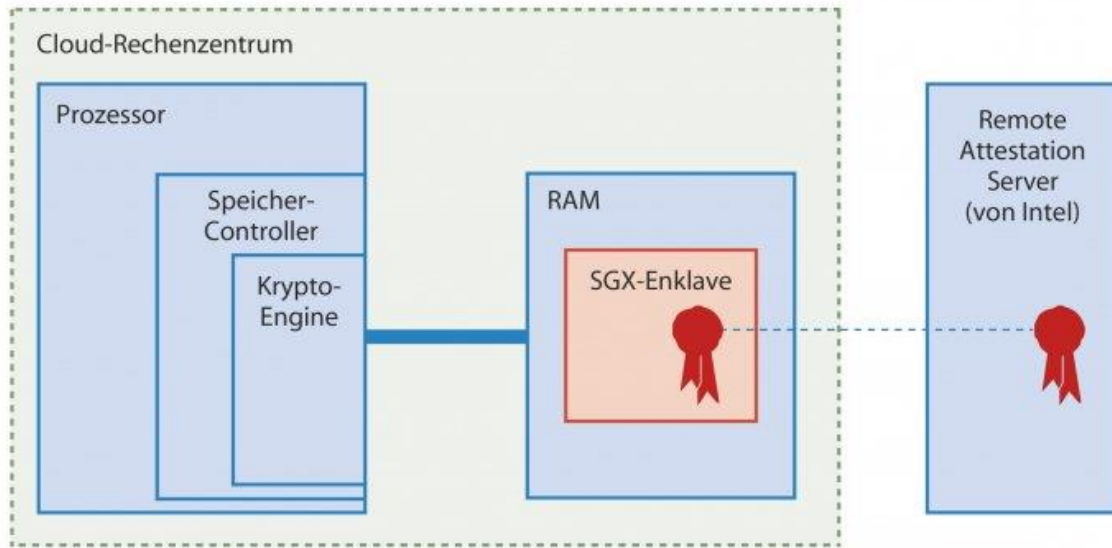 Cloud-Rechenzentrum
Prozessor
Speicher-
Controller
Krypto-
Engine
RAM
SGX-Enklave
Remote
Attestation
Server
(von Intel)